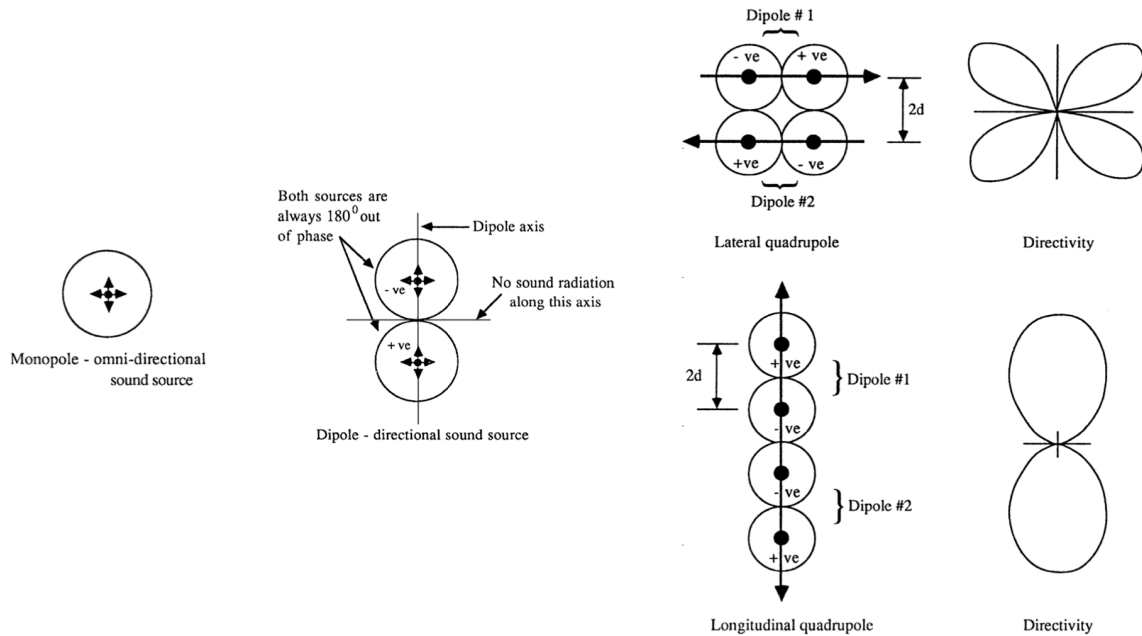 Monopole - omni-directional
sound source
Both sources are
always 180⁰ out
of phase
Dipole axis
No sound radiation
along this axis
- ve
+ ve
Dipole - directional sound source
Dipole # 1
- ve
+ ve
2d
+ve
- ve
Dipole #2
Lateral quadrupole
Directivity
2d
+ ve
Dipole #1
- ve
- ve
Dipole #2
+ ve
Longitudinal quadrupole
Directivity